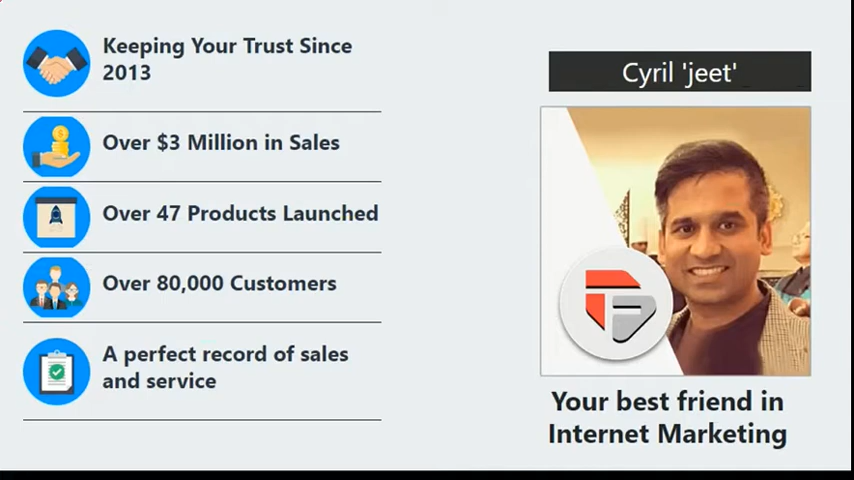 Keeping Your Trust Since
2013
Over $3 Million in Sales
Over 47 Products Launched
Over 80,000 Customers
A perfect record of sales
and service
Cyril 'jeet'
Your best friend in
Internet Marketing